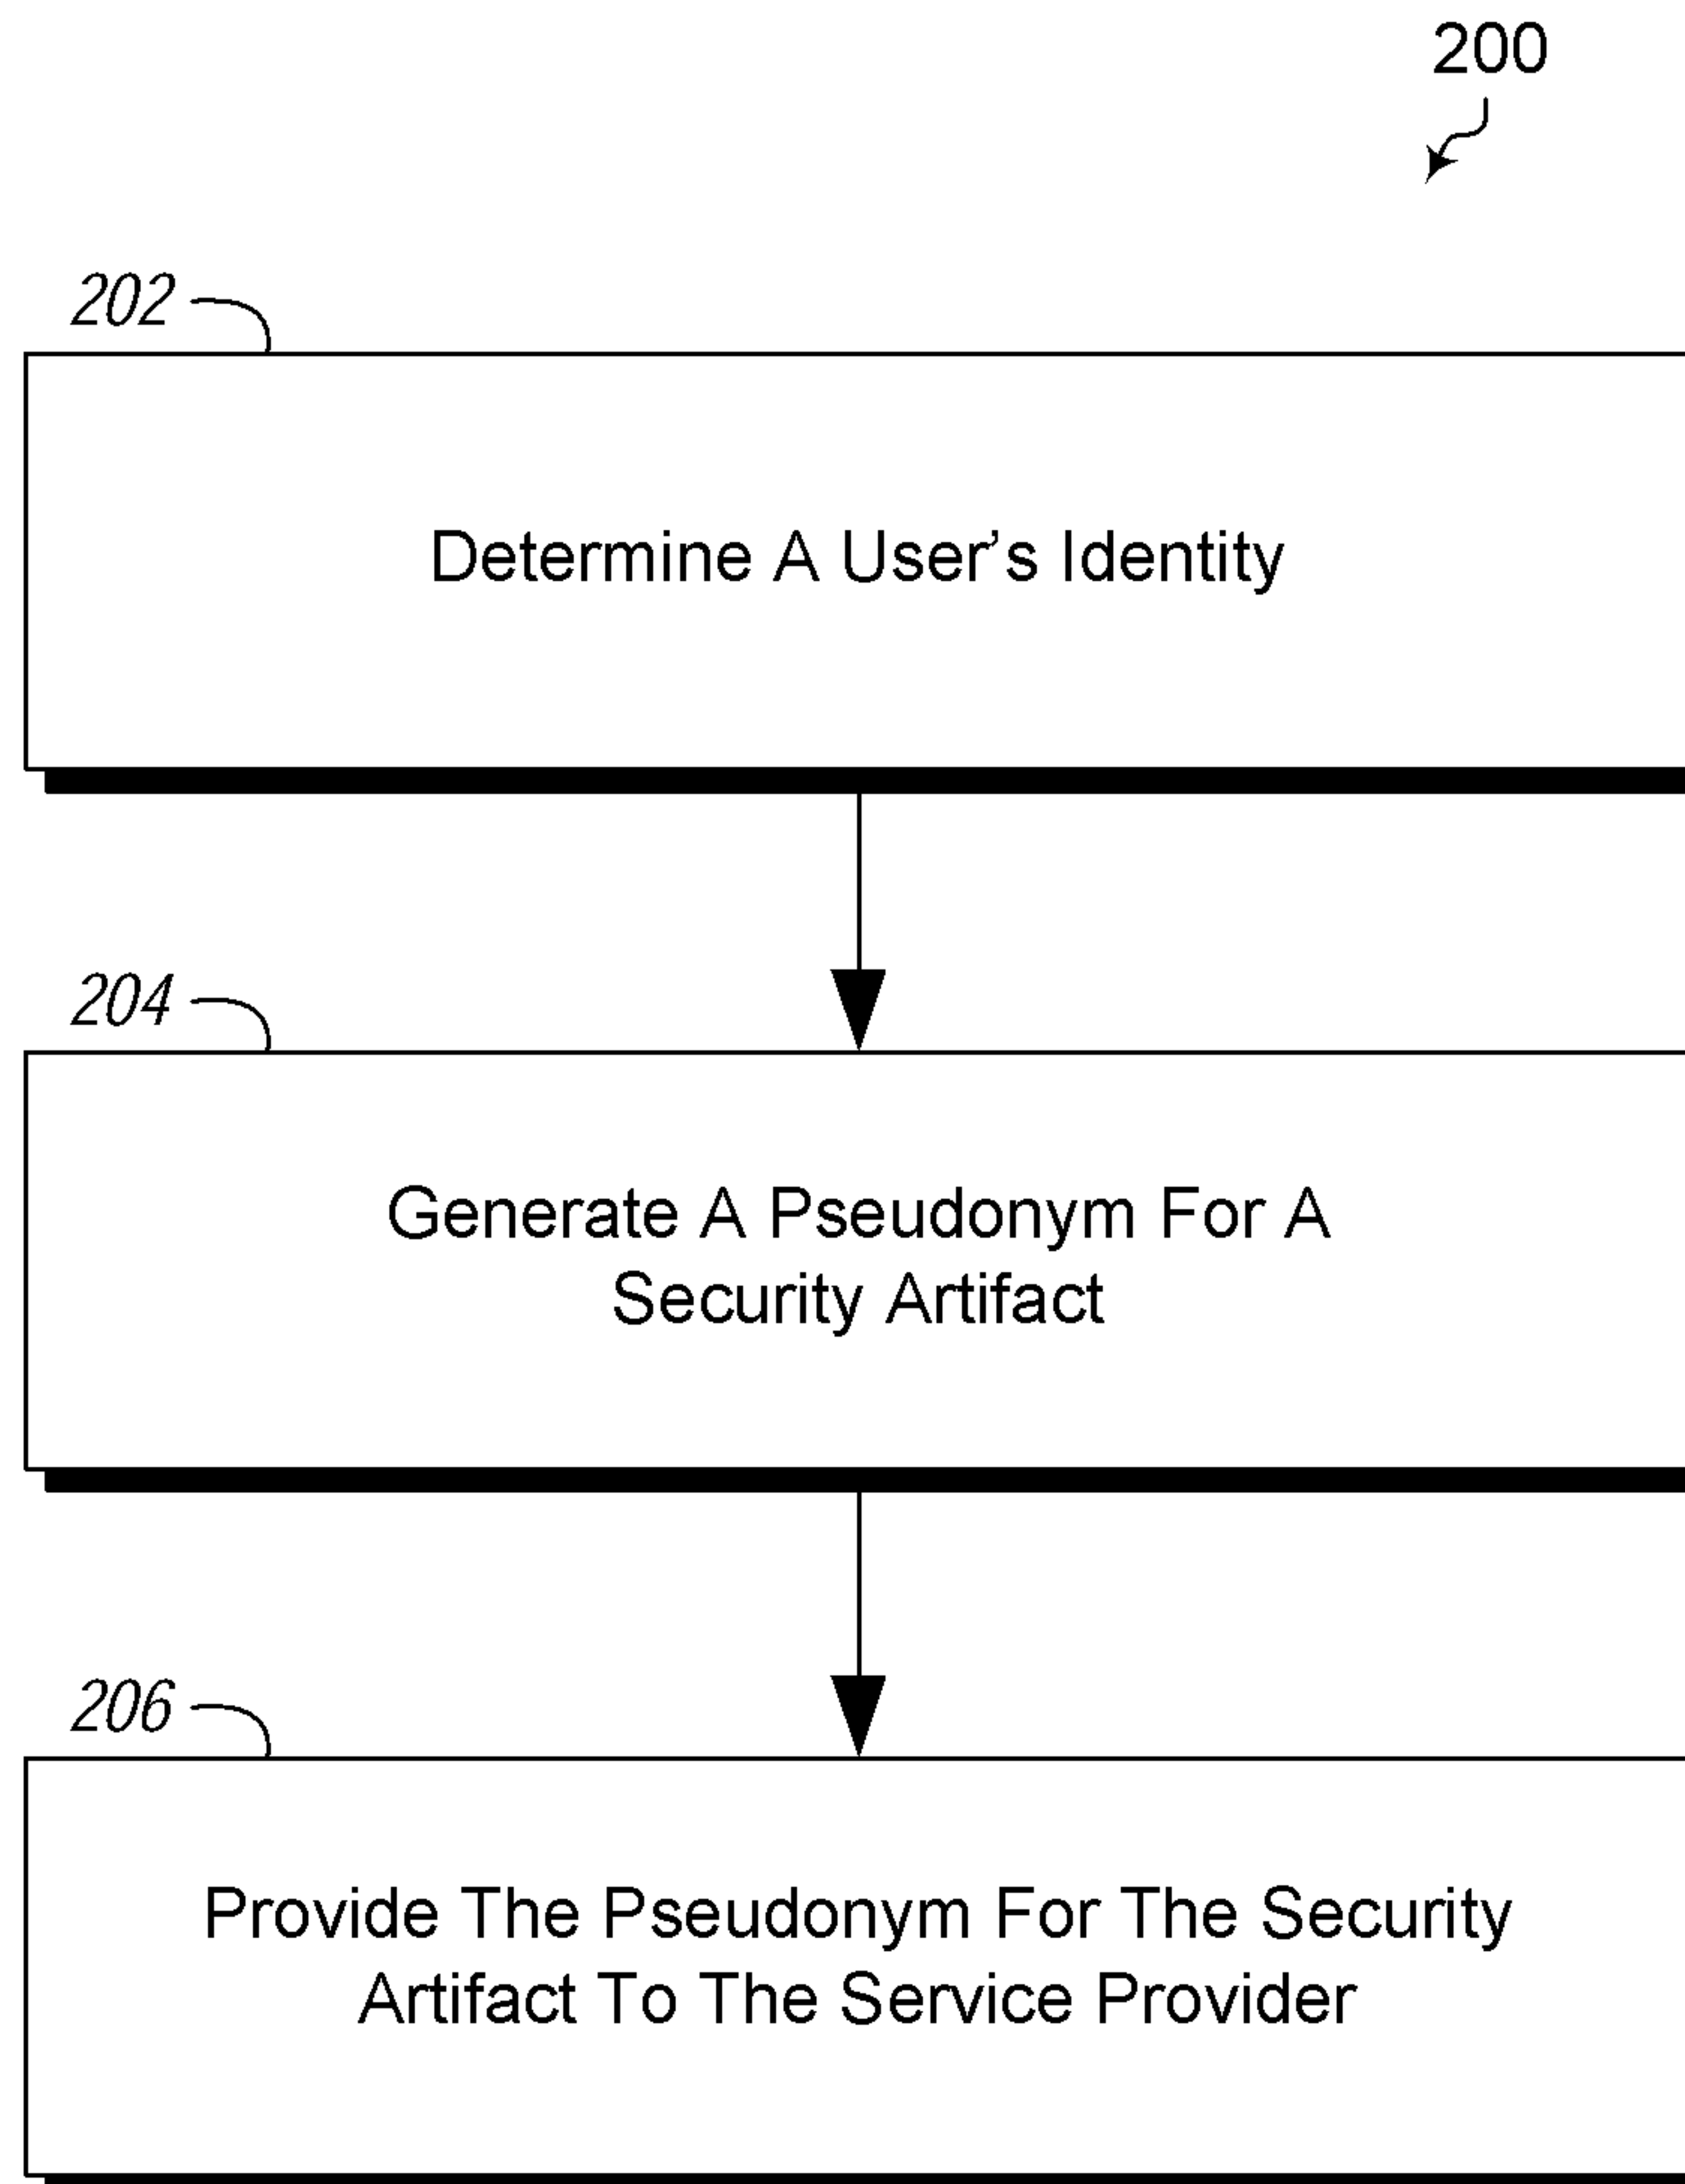 200
202
Determine A User's Identity
204
Generate A Pseudonym For A
Security Artifact
206
Provide The Pseudonym For The Security
Artifact To The Service Provider